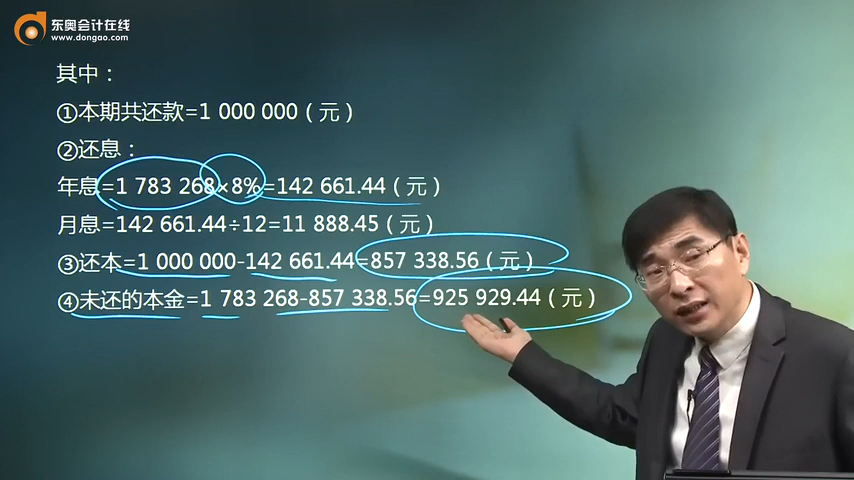 东奥会计在线
www.dongao.com
其中：
①本期共还款=1 000 000（元）
②还息：
年息=1 783 268×8%=142 661.44（元）
月息=142 661.44÷12=11 888.45（元）
③还本=1 000 000-142 661.44=857 338.56（元）
④未还的本金=1 783 268-857 338.56=925 929.44（元）